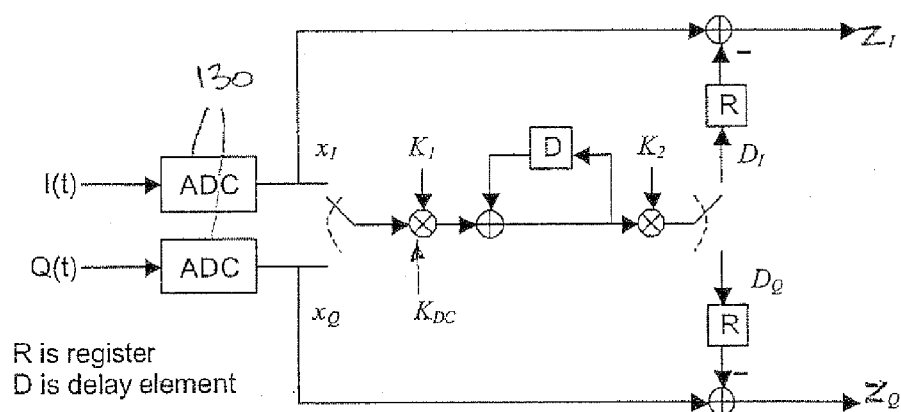 130
x_I
K_1
D
K_2
R
D_I
Z_I
I(t)
ADC
Q(t)
ADC
x_Q
K_DC
D_Q
R
Z_Q
R is register
D is delay element